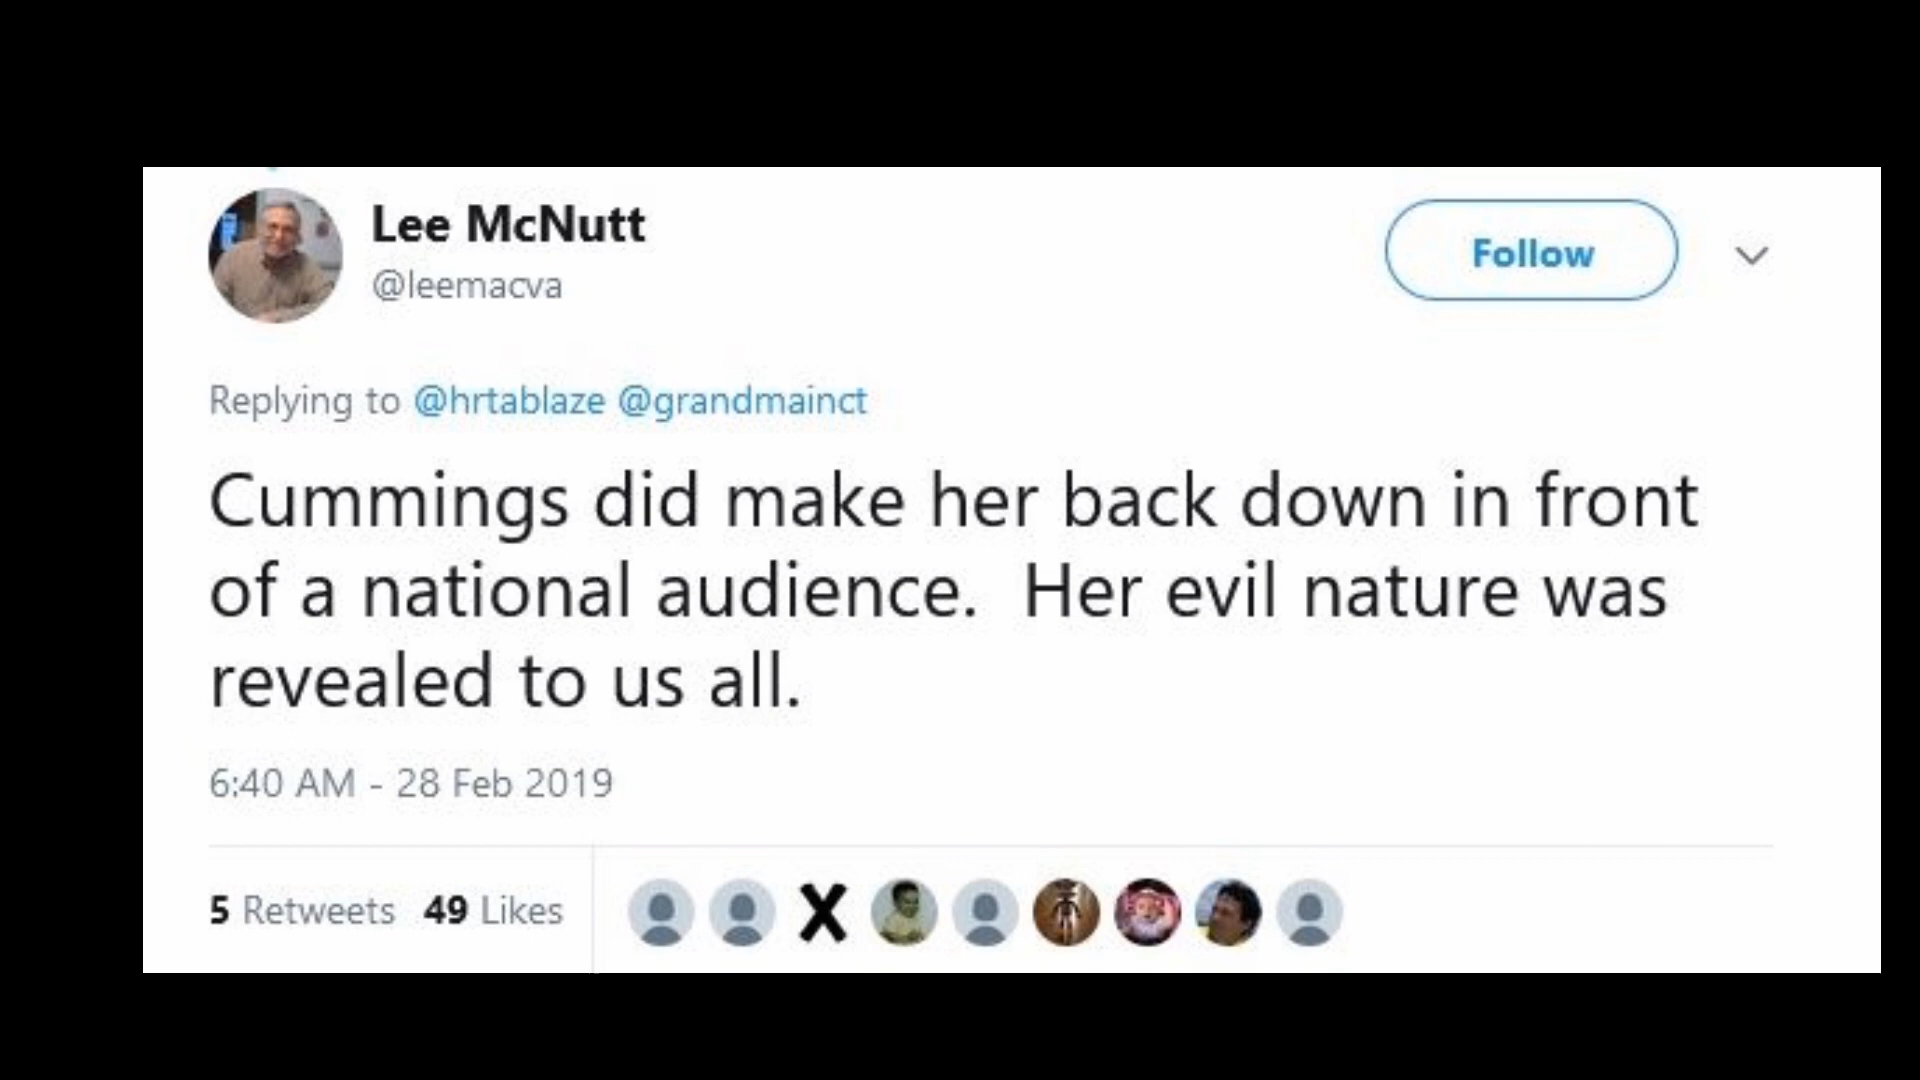 Lee McNutt
@leemacva
Follow
Replying to @hrtablaze @grandmainct
Cummings did make her back down in front
of a national audience.  Her evil nature was
revealed to us all.
6:40 AM - 28 Feb 2019
5 Retweets 49 Likes
X